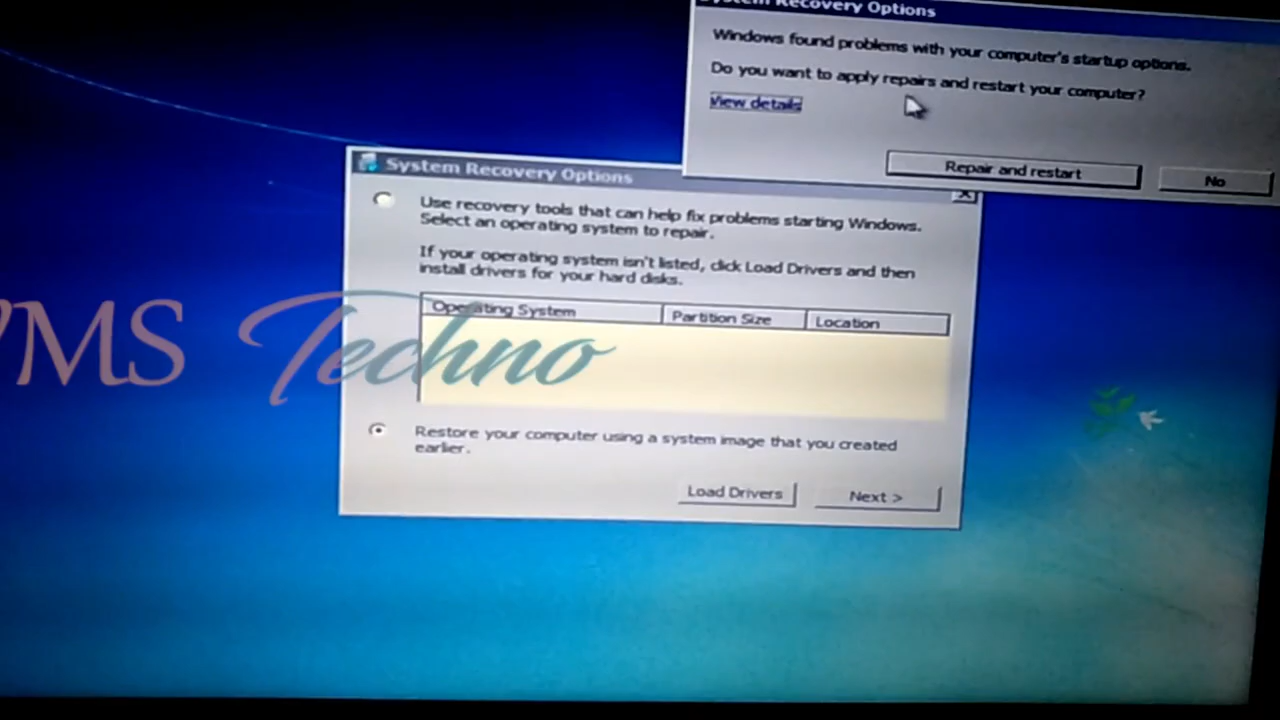 System Recovery Options
Windows found problems with your computer's startup options.
Do you want to apply repairs and restart your computer?
View details
Repair and restart
No
System Recovery Options
Use recovery tools that can help fix problems starting Windows.
Select an operating system to repair.
If your operating system isn't listed, click Load Drivers and then
install drivers for your hard disks.
Operating System
Partition Size
Location
MS Techno
Restore your computer using a system image that you created
earlier.
Load Drivers
Next >